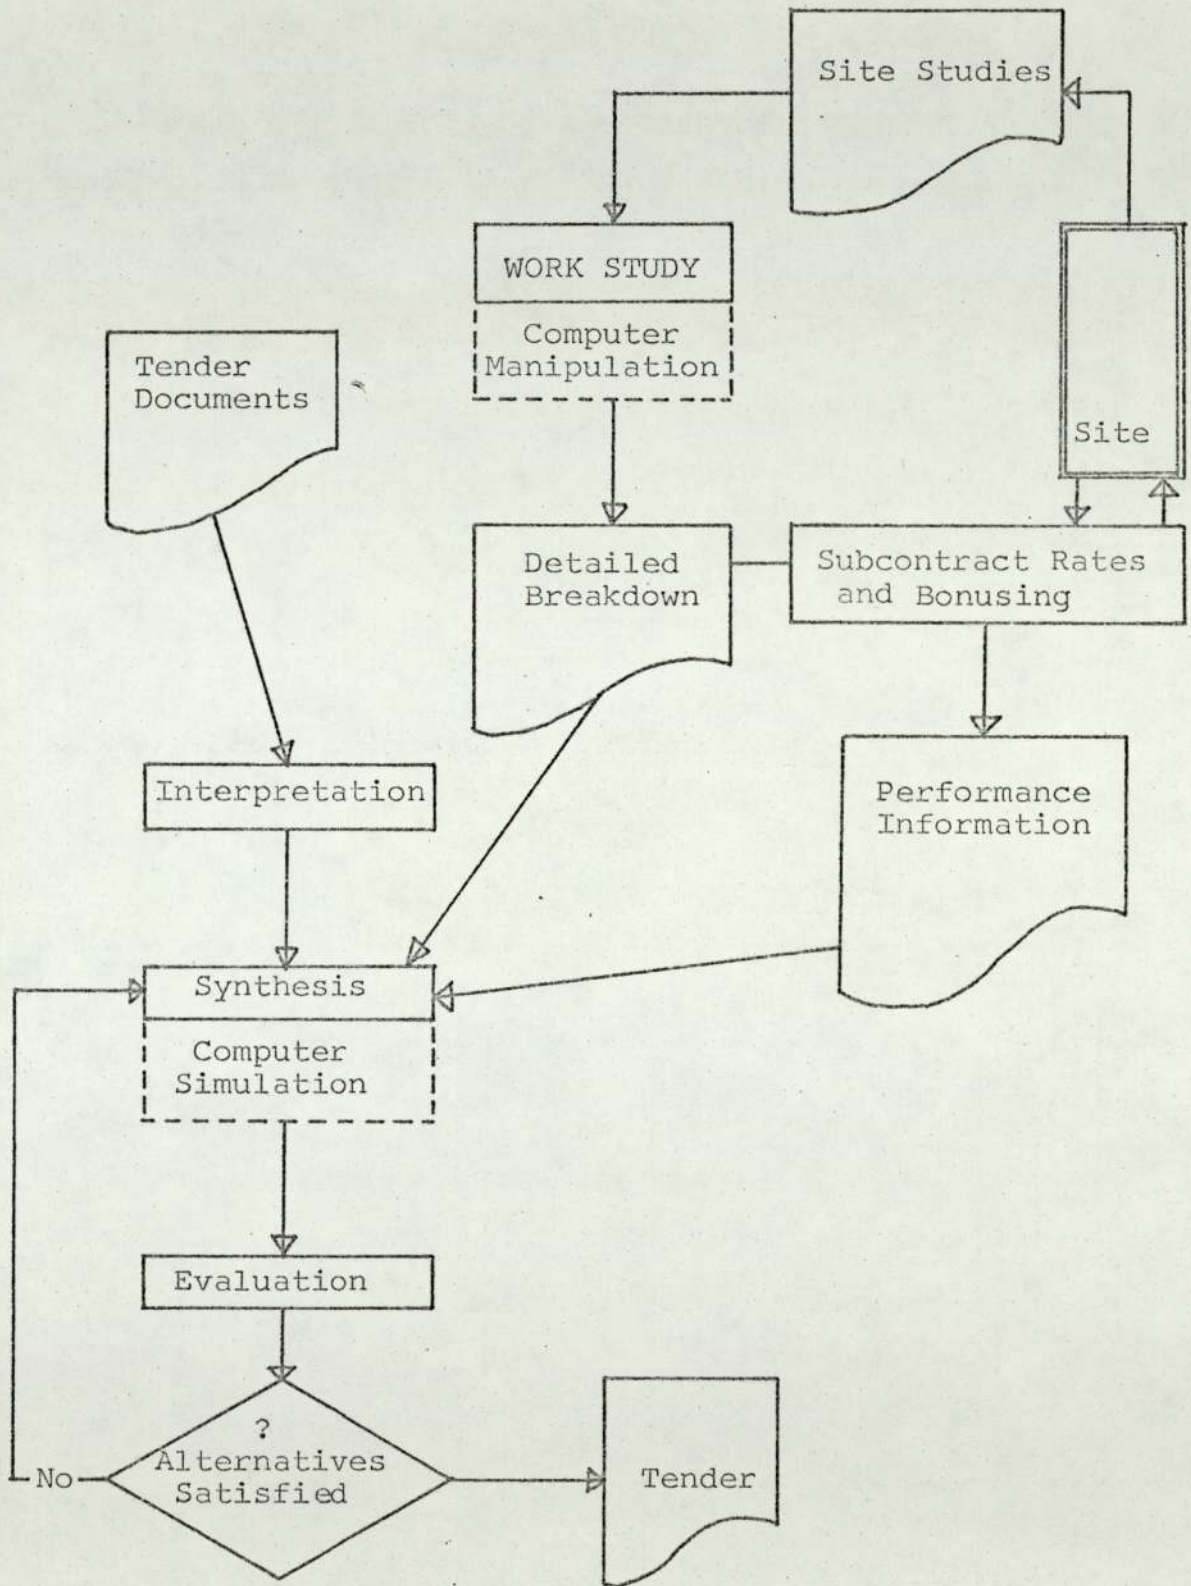 Site Studies
WORK STUDY
Computer
Manipulation
Tender
Documents
Site
Detailed
Breakdown
Subcontract Rates
and Bonusing
Interpretation
Performance
Information
Synthesis
Computer
Simulation
Evaluation
?
Alternatives
Satisfied
No
Tender